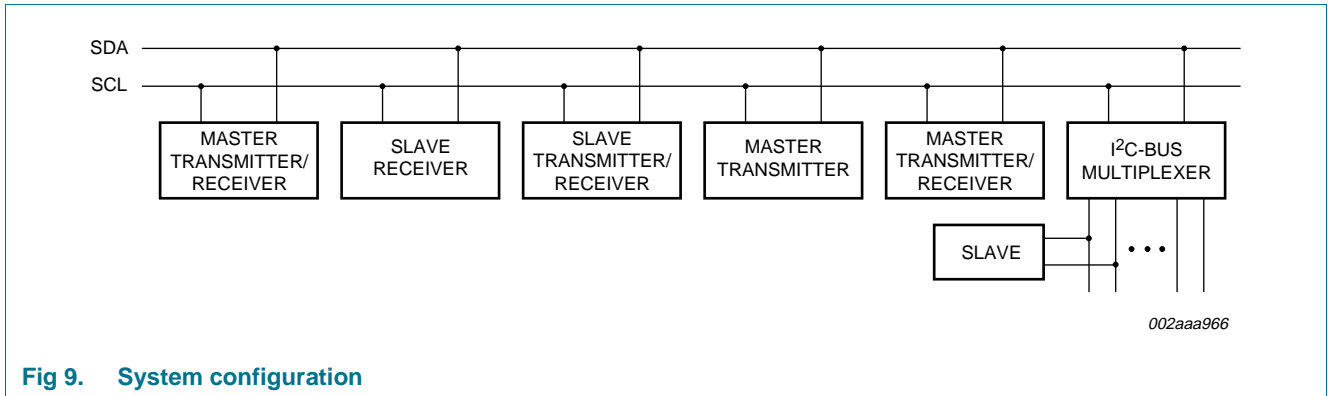 SDA
SCL
MASTER
TRANSMITTER/
RECEIVER
SLAVE
RECEIVER
SLAVE
TRANSMITTER/
RECEIVER
MASTER
TRANSMITTER
MASTER
TRANSMITTER/
RECEIVER
I²C-BUS
MULTIPLEXER
SLAVE
002aaa966
Fig 9. System configuration